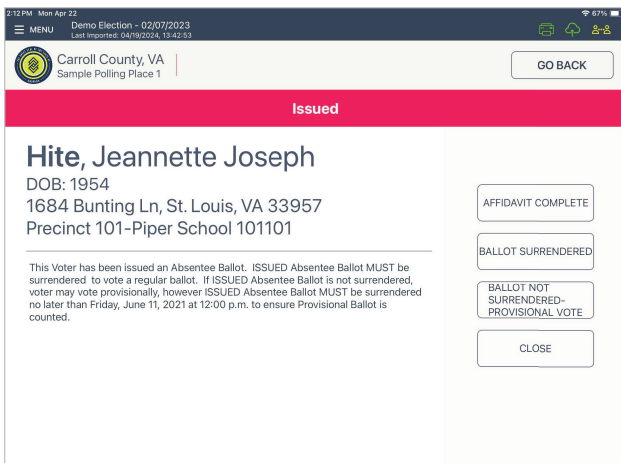 2:12 PM Mon Apr 22
67%
MENU
Demo Election - 02/07/2023
Last Imported: 04/19/2024, 13:42:53
Carroll County, VA
Sample Polling Place 1
GO BACK
Issued
Hite, Jeannette Joseph
DOB: 1954
1684 Bunting Ln, St. Louis, VA 33957
Precinct 101-Piper School 101101
This Voter has been issued an Absentee Ballot. ISSUED Absentee Ballot MUST be
surrendered to vote a regular ballot. If ISSUED Absentee Ballot is not surrendered,
voter may vote provisionally, however ISSUED Absentee Ballot MUST be surrendered
no later than Friday, June 11, 2021 at 12:00 p.m. to ensure Provisional Ballot is
counted.
AFFIDAVIT COMPLETE
BALLOT SURRENDERED
BALLOT NOT
SURRENDERED-
PROVISIONAL VOTE
CLOSE